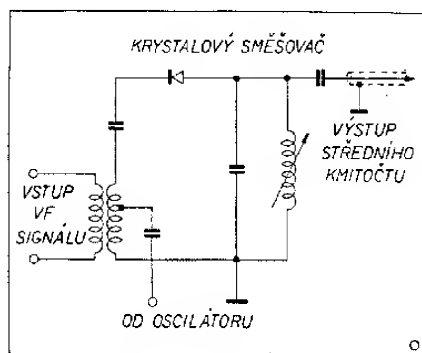 KRYSTALOVÝ SMĚŠOVAČ
VSTUP
VF
SIGNÁLU
VÝSTUP
STŘEDNÍHO
KMITOČTU
OD OSCILÁTORU